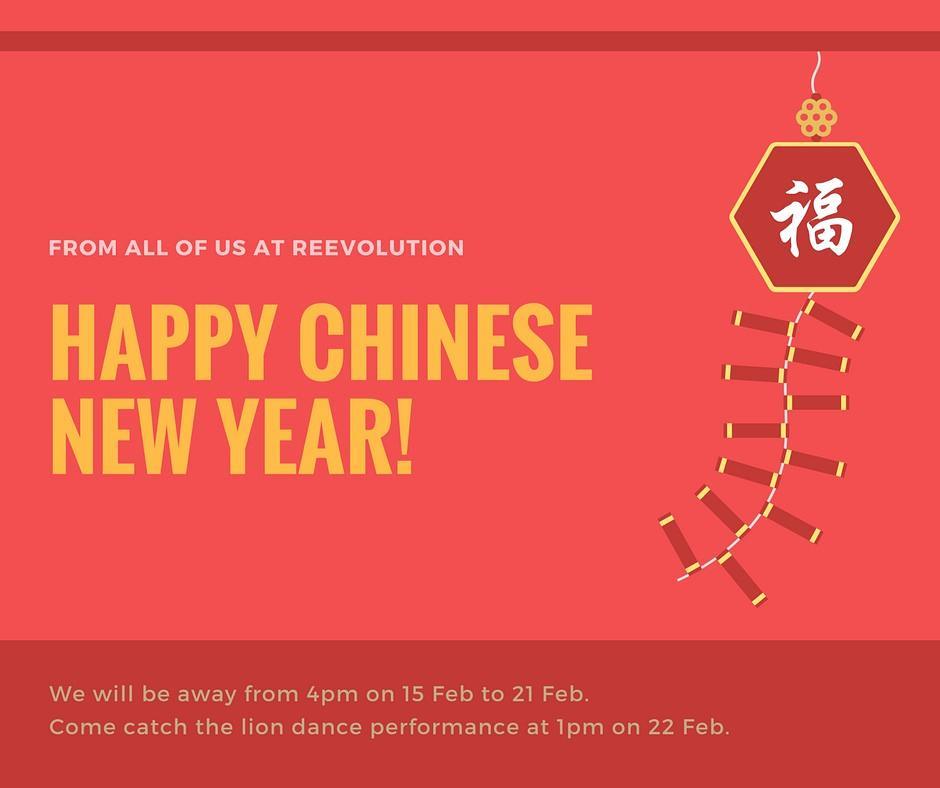 福
FROM ALL OF US AT REEVOLUTION
HAPPY CHINESE
NEW YEAR!
We will be away from 4pm on 15 Feb to 21 Feb.
Come catch the lion dance performance at 1pm on 22 Feb.